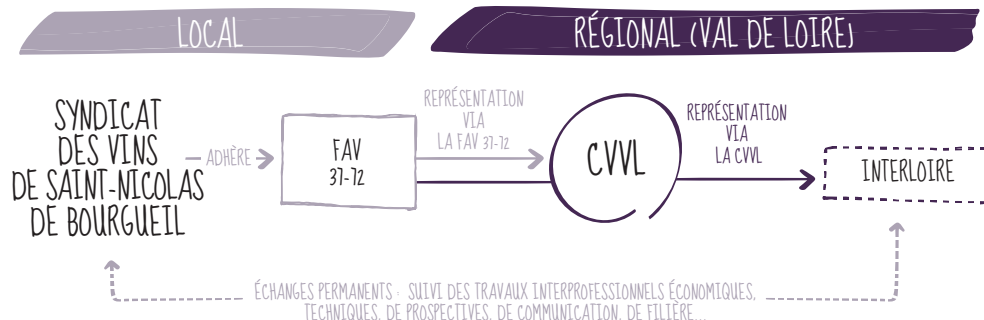 LOCAL
RÉGIONAL (VAL DE LOIRE)
SYNDICAT
DES VINS
DE SAINT-NICOLAS
DE BOURGUEIL
ADHÈRE
FAV
37-72
REPRÉSENTATION
VIA
LA FAV 37-72
CVVL
REPRÉSENTATION
VIA
LA CVVL
INTERLOIRE
ÉCHANGES PERMANENTS : SUIVI DES TRAVAUX INTERPROFESSIONNELS ÉCONOMIQUES,
TECHNIQUES, DE PROSPECTIVES, DE COMMUNICATION, DE FILIÈRE...